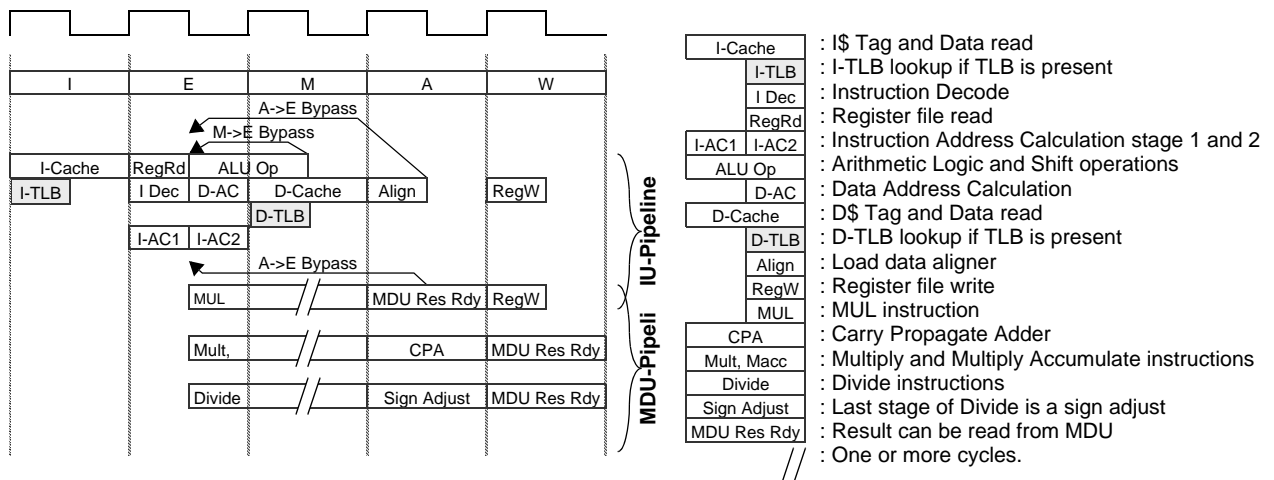 I E M A W
A->E Bypass
M->E Bypass
I-Cache RegRd ALU Op
I-TLB I Dec D-AC D-Cache Align RegW
D-TLB
I-AC1 I-AC2
A->E Bypass
MUL MDU Res Rdy RegW
Mult, CPA MDU Res Rdy
Divide Sign Adjust MDU Res Rdy
IU-Pipeline
MDU-Pipeli
I-Cache : I$ Tag and Data read
I-TLB : I-TLB lookup if TLB is present
I Dec : Instruction Decode
RegRd : Register file read
I-AC1 I-AC2 : Instruction Address Calculation stage 1 and 2
ALU Op : Arithmetic Logic and Shift operations
D-AC : Data Address Calculation
D-Cache : D$ Tag and Data read
D-TLB : D-TLB lookup if TLB is present
Align : Load data aligner
RegW : Register file write
MUL : MUL instruction
CPA : Carry Propagate Adder
Mult, Macc : Multiply and Multiply Accumulate instructions
Divide : Divide instructions
Sign Adjust : Last stage of Divide is a sign adjust
MDU Res Rdy : Result can be read from MDU
: One or more cycles.